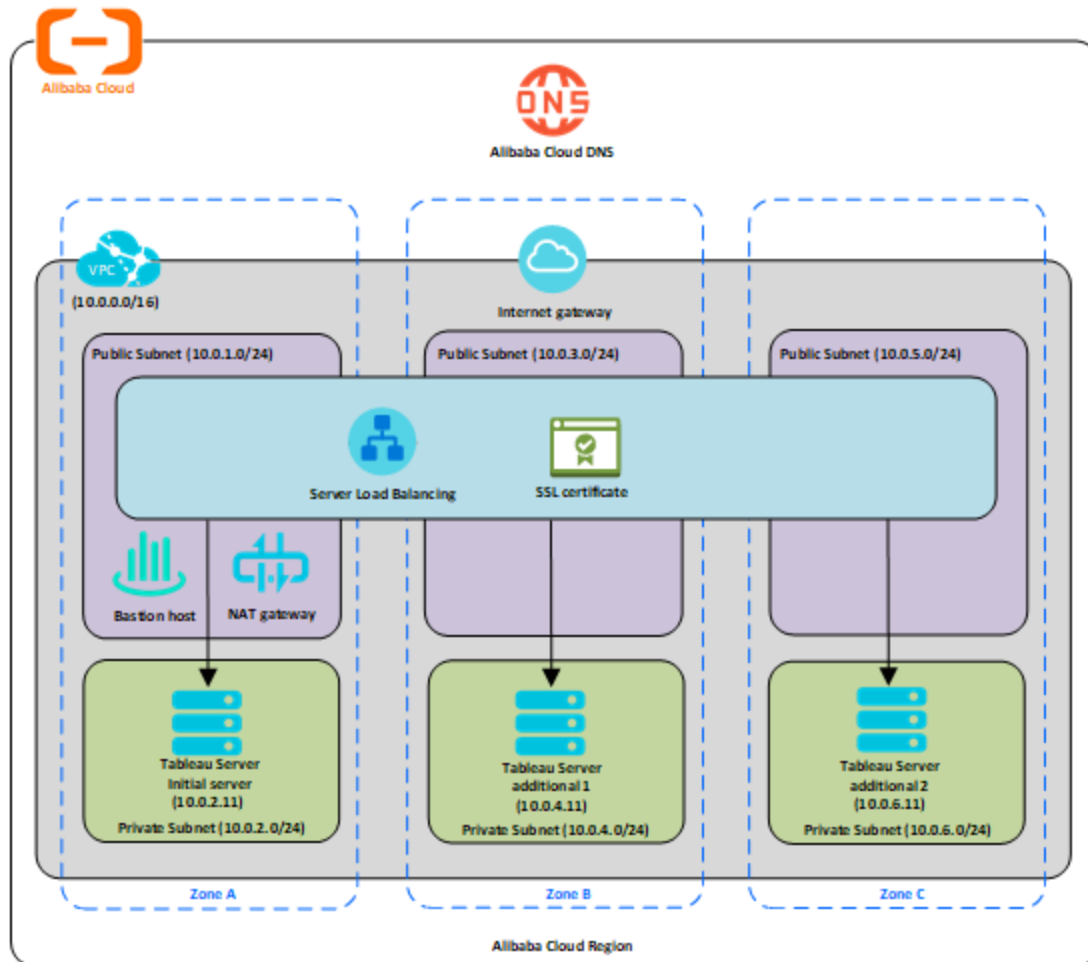 Alibaba Cloud
DNS
Alibaba Cloud DNS
VPC
(10.0.0.0/16)
Internet gateway
Public Subnet (10.0.1.0/24)
Public Subnet (10.0.3.0/24)
Public Subnet (10.0.5.0/24)
Server Load Balancing
SSL certificate
Bastion host
NAT gateway
Tableau Server
Initial server
(10.0.2.11)
Private Subnet (10.0.2.0/24)
Tableau Server
additional 1
(10.0.4.11)
Private Subnet (10.0.4.0/24)
Tableau Server
additional 2
(10.0.6.11)
Private Subnet (10.0.6.0/24)
Zone A
Zone B
Zone C
Alibaba Cloud Region